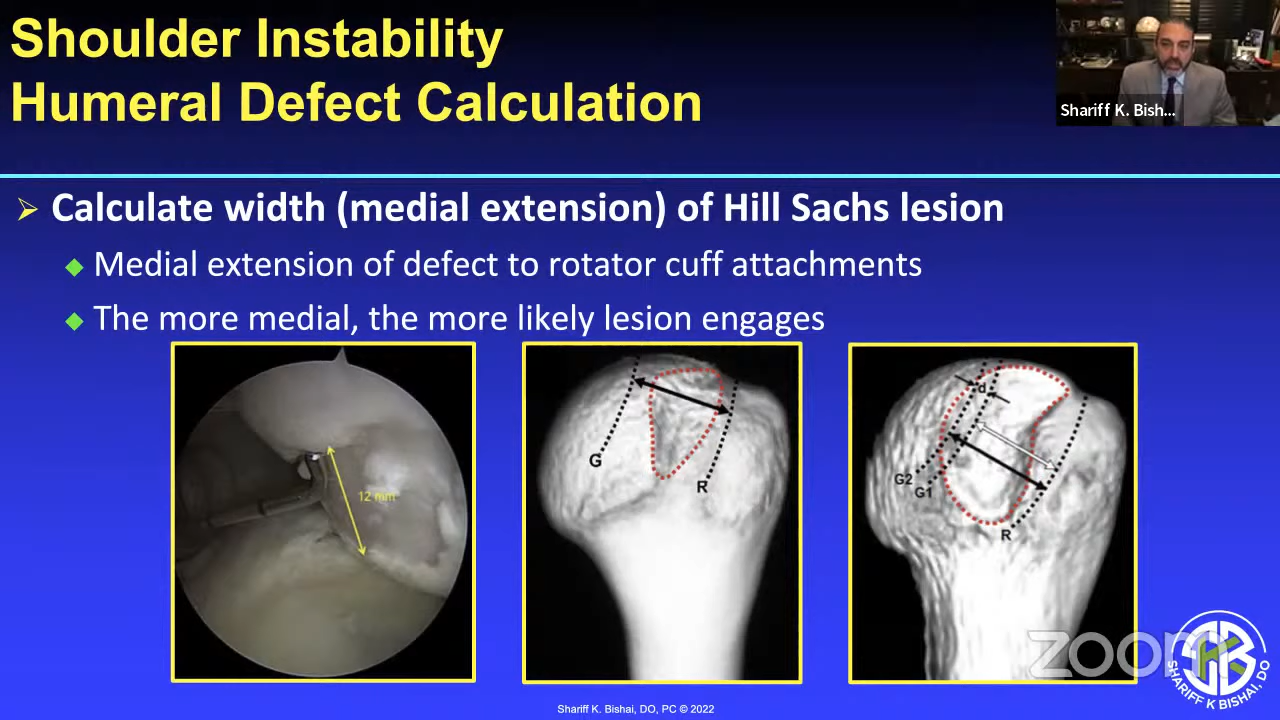 Shoulder Instability
Humeral Defect Calculation
Shariff K. Bish...
Calculate width (medial extension) of Hill Sachs lesion
Medial extension of defect to rotator cuff attachments
The more medial, the more likely lesion engages
12 mm
G
R
d
G2
G1
R
zoom
SHARIFF K BISHAI, DO
Shariff K. Bishai, DO, PC © 2022